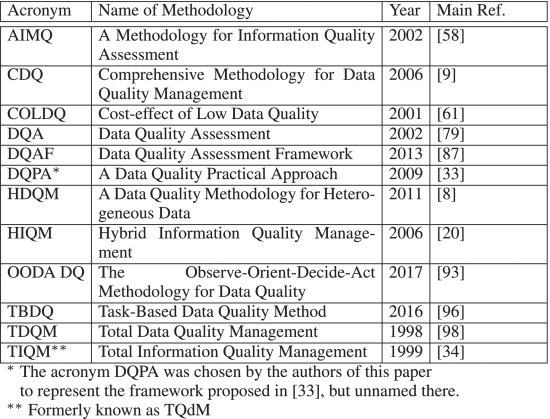 Acronym Name of Methodology Year Main Ref.
AIMQ A Methodology for Information Quality 2002 [58]
Assessment
CDQ Comprehensive Methodology for Data 2006 [9]
Quality Management
COLDQ Cost-effect of Low Data Quality 2001 [61]
DQA Data Quality Assessment 2002 [79]
DQAF Data Quality Assessment Framework 2013 [87]
DQPA* A Data Quality Practical Approach 2009 [33]
HDQM A Data Quality Methodology for Hetero- 2011 [8]
geneous Data
HIQM Hybrid Information Quality Manage- 2006 [20]
ment
OODA DQ The Observe-Orient-Decide-Act 2017 [93]
Methodology for Data Quality
TBDQ Task-Based Data Quality Method 2016 [96]
TDQM Total Data Quality Management 1998 [98]
TIQM** Total Information Quality Management 1999 [34]
* The acronym DQPA was chosen by the authors of this paper
to represent the framework proposed in [33], but unnamed there.
** Formerly known as TQdM